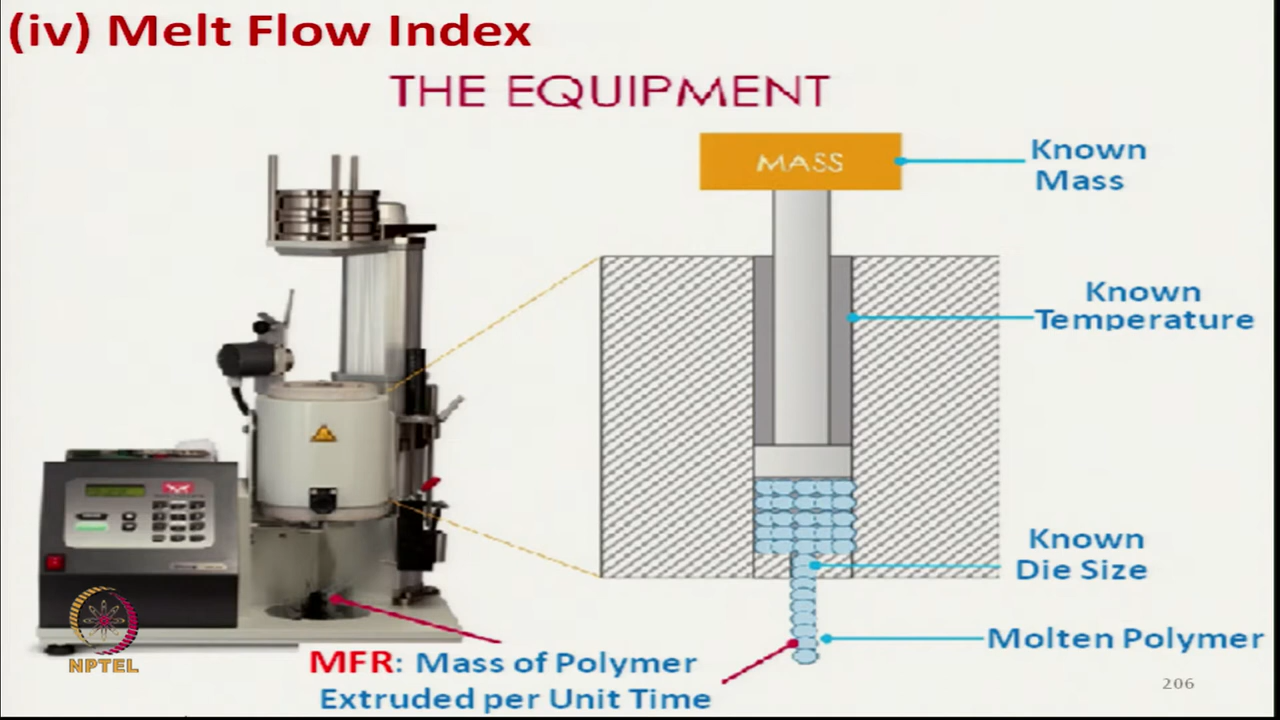 (iv) Melt Flow Index
THE EQUIPMENT
MASS
Known
Mass
Known
Temperature
Known
Die Size
Molten Polymer
MFR: Mass of Polymer
Extruded per Unit Time
NPTEL
206